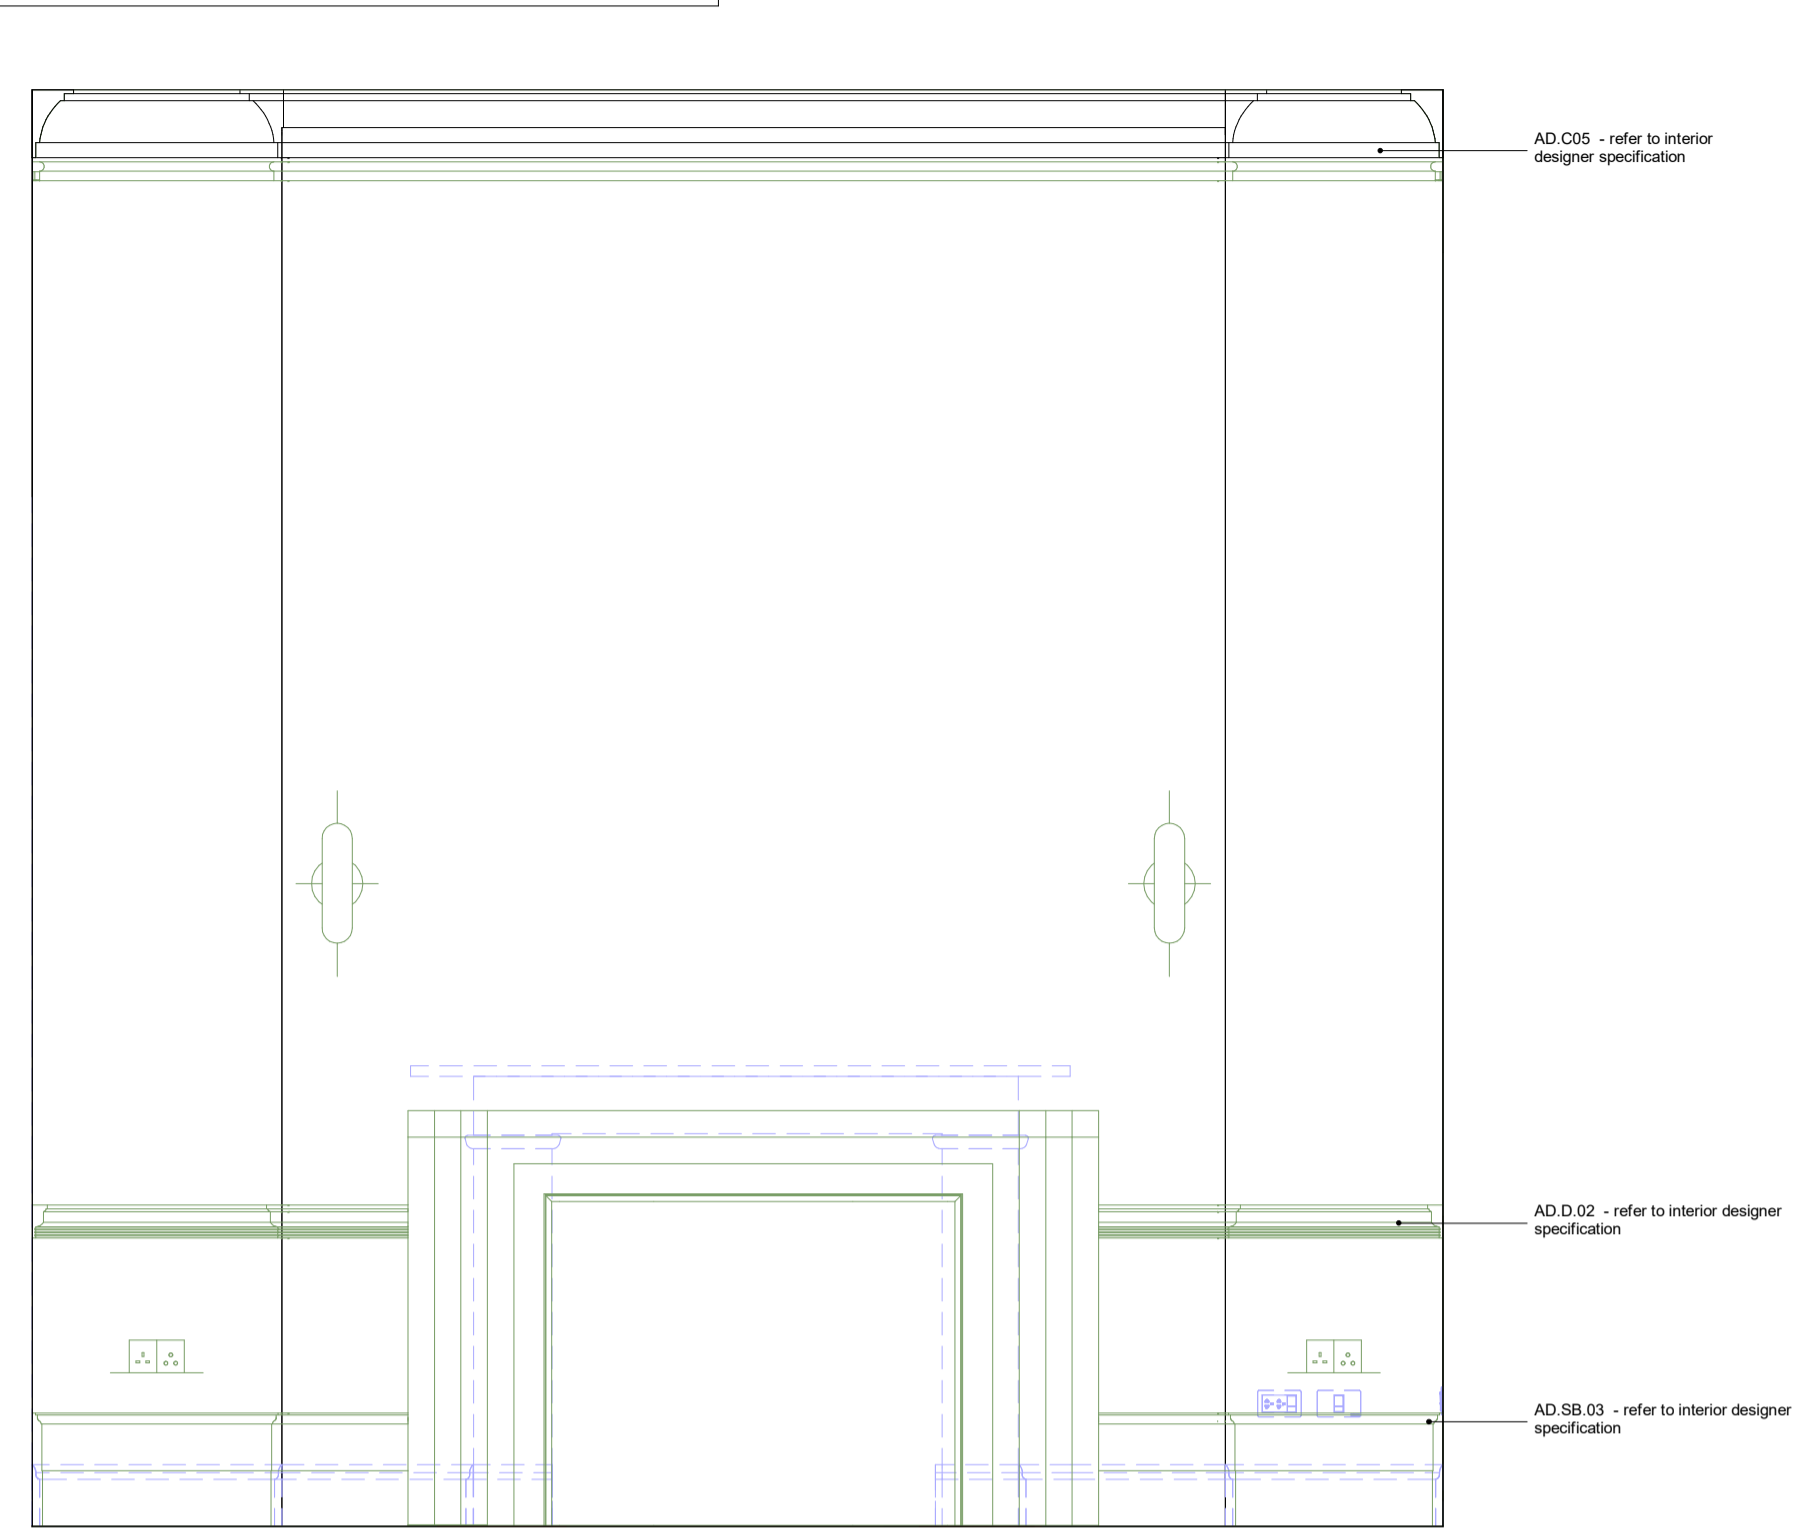 AD.C05 - refer to interior
designer specification
AD.D.02 - refer to interior designer
specification
AD.SB.03 - refer to interior designer
specification